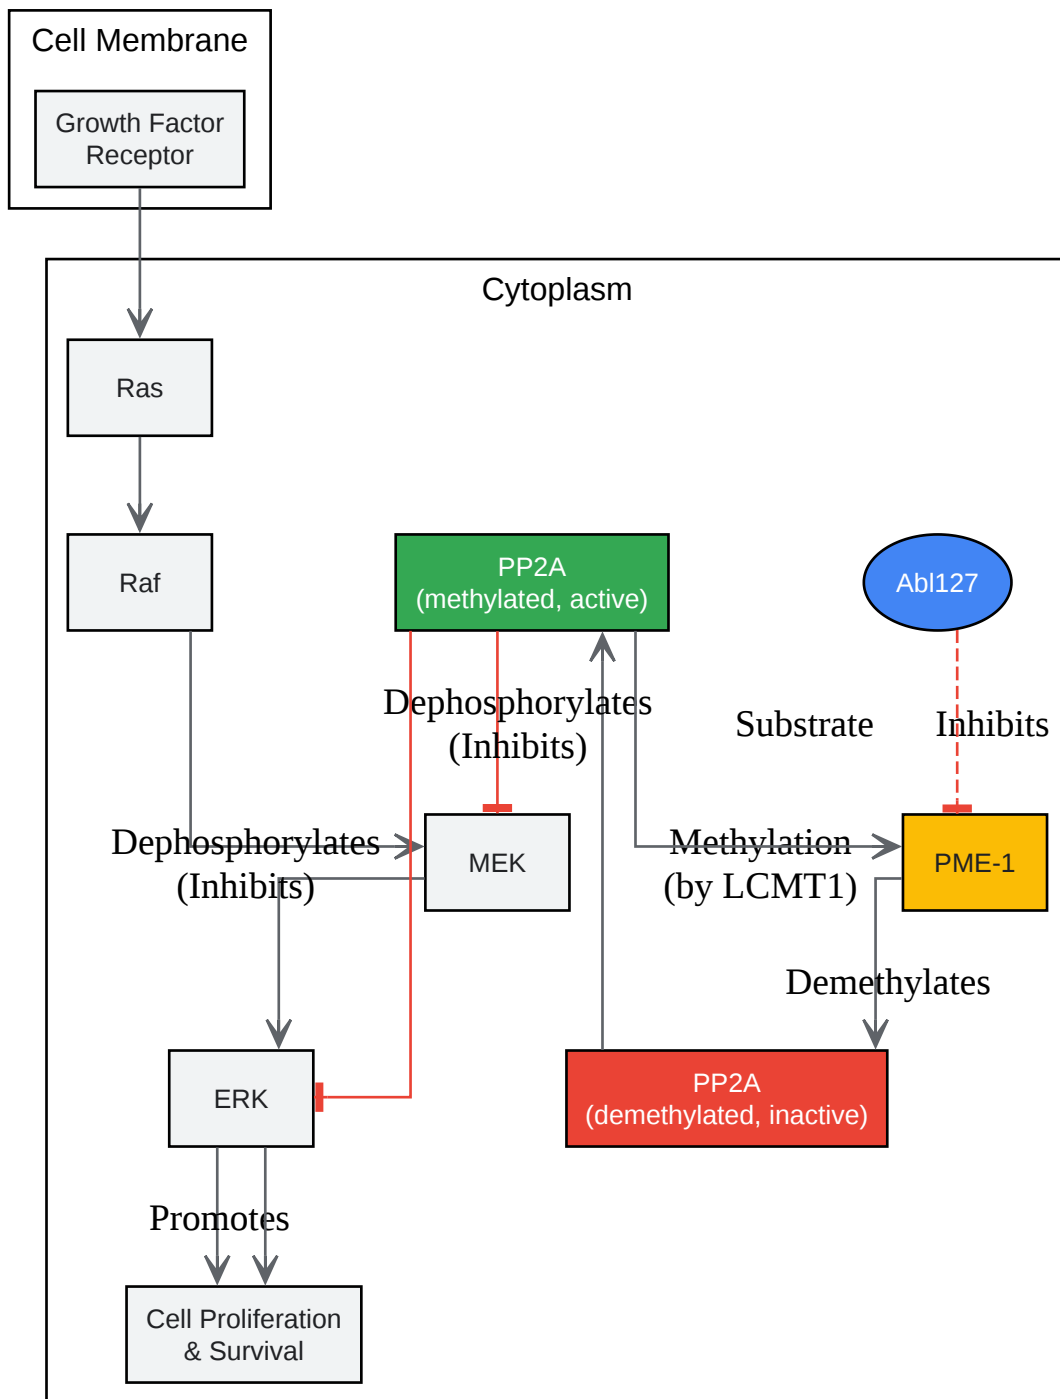 Cell Membrane
Growth Factor
Receptor
Cytoplasm
Ras
Raf
PP2A
(methylated, active)
Abl127
Dephosphorylates
(Inhibits)
Substrate
Inhibits
Dephosphorylates
(Inhibits)
MEK
Methylation
(by LCMT1)
PME-1
Demethylates
ERK
PP2A
(demethylated, inactive)
Promotes
Cell Proliferation
& Survival